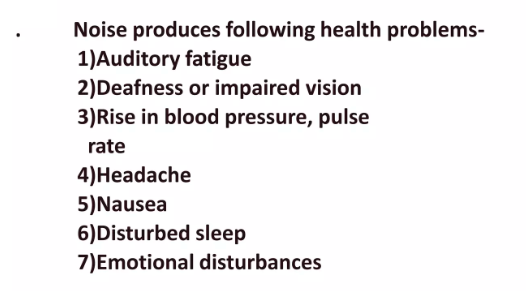 . Noise produces following health problems-
1)Auditory fatigue
2)Deafness or impaired vision
3)Rise in blood pressure, pulse
rate
4)Headache
5)Nausea
6)Disturbed sleep
7)Emotional disturbances